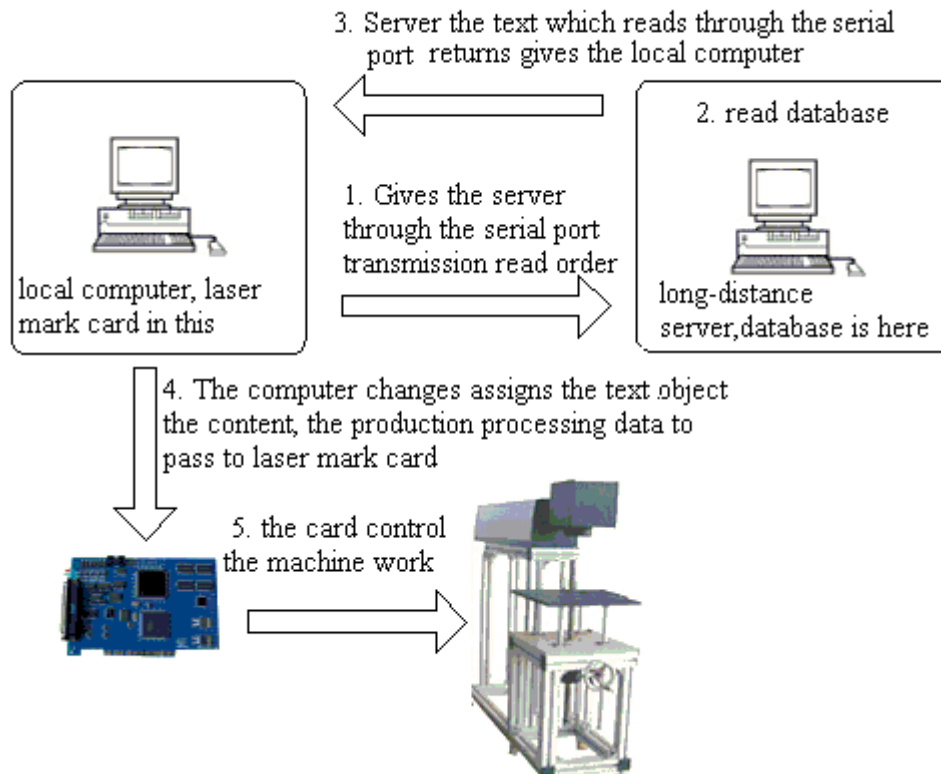 3. Server the text which reads through the serial
port returns gives the local computer
2. read database
1. Gives the server
through the serial port
transmission read order
local computer, laser
mark card in this
long-distance
server,database is here
4. The computer changes assigns the text object
the content, the production processing data to
pass to laser mark card
5. the card control
the machine work